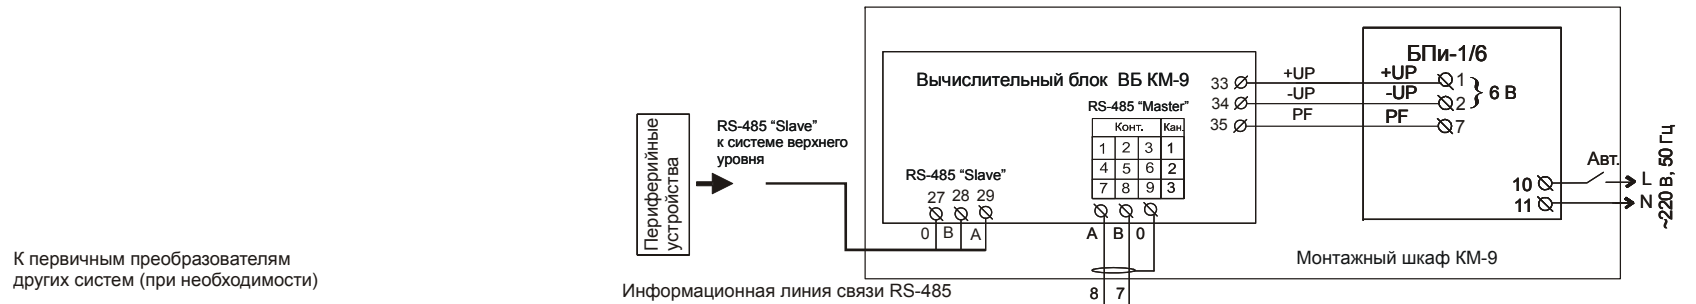 БПи-1/6
Вычислительный блок ВБ КМ-9
33
+UP
+UP
1
34
-UP
-UP
2
6 В
35
PF
PF
7
RS-485 “Master”
Конт.
Кан.
1 2 3 1
4 5 6 2
7 8 9 3
Периферийные
устройства
RS-485 “Slave”
к системе верхнего
уровня
RS-485 “Slave”
27 28 29
0 В А
А В 0
Авт.
10
L
11
N
~220 В, 50 Гц
Монтажный шкаф КМ-9
К первичным преобразователям
других систем (при необходимости)
Информационная линия связи RS-485
8 7